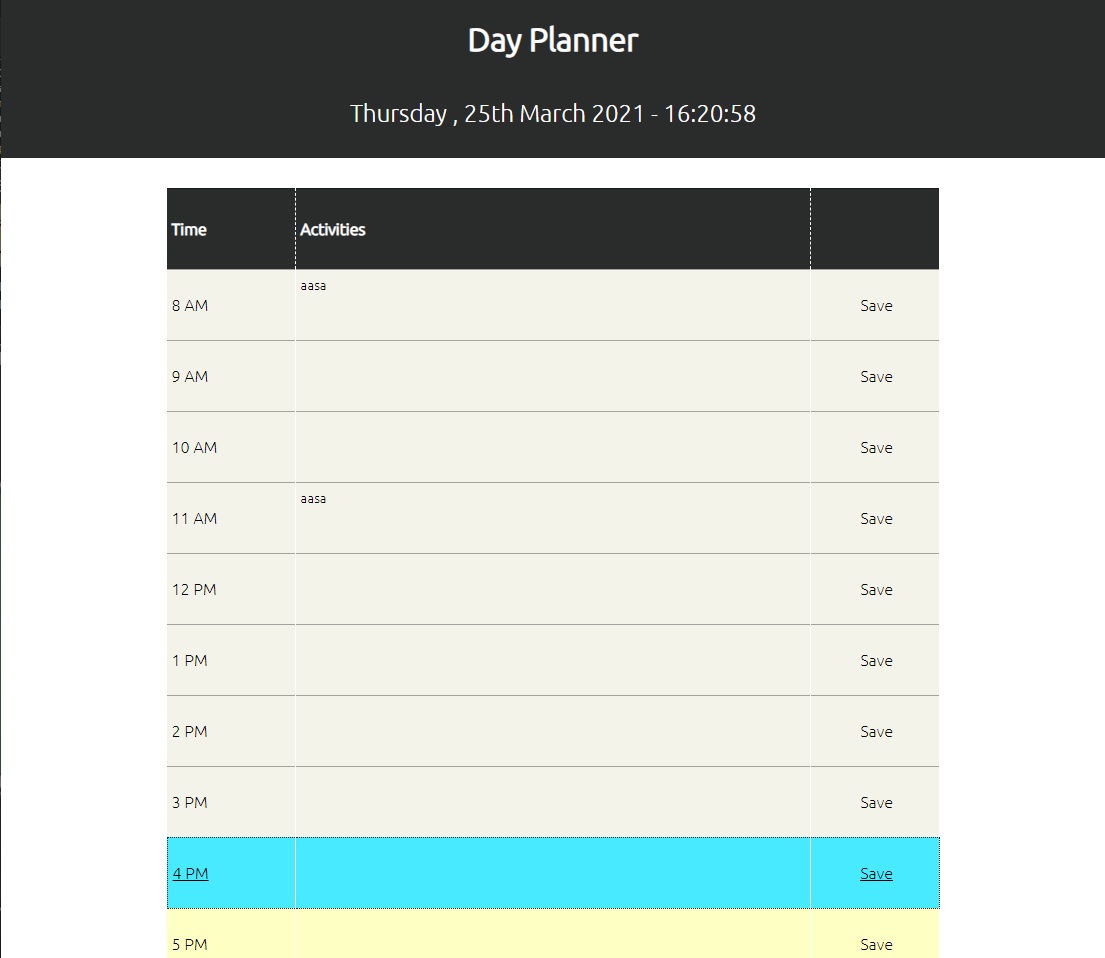 Day Planner
Thursday , 25th March 2021 - 16:20:58
Time Activities
8 AM aasa Save
9 AM Save
10 AM Save
11 AM aasa Save
12 PM Save
1 PM Save
2 PM Save
3 PM Save
4 PM Save
5 PM Save